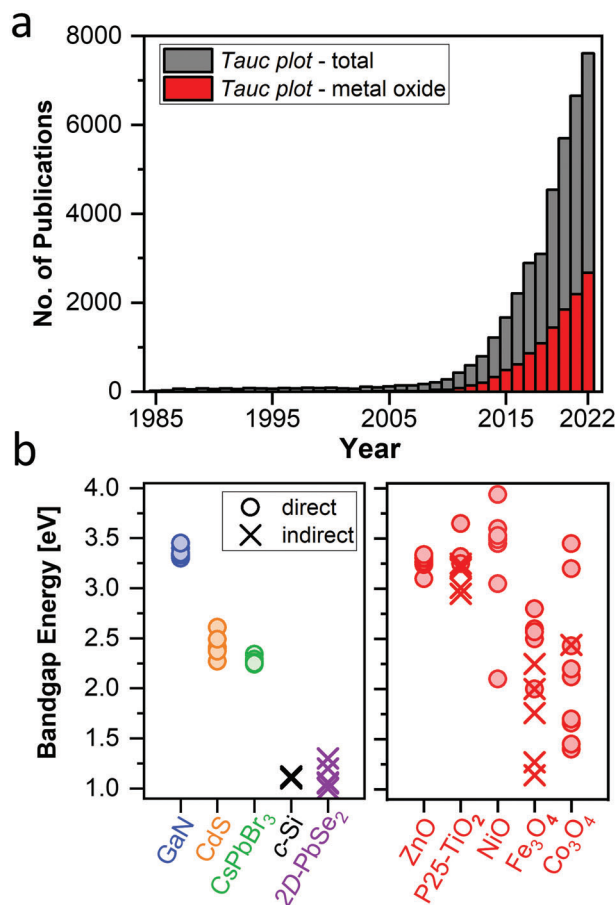 a
Tauc plot - total
Tauc plot - metal oxide
No. of Publications
8000
6000
4000
2000
0
1985
1995
2005
2015
2022
Year
b
Bandgap Energy [eV]
4.0
3.5
3.0
2.5
2.0
1.5
1.0
direct
indirect
GaN
CdS
CsPbBr₃
c-Si
2D-PbSe₂
ZnO
P25-TiO₂
NiO
Fe₃O₄
Co₃O₄